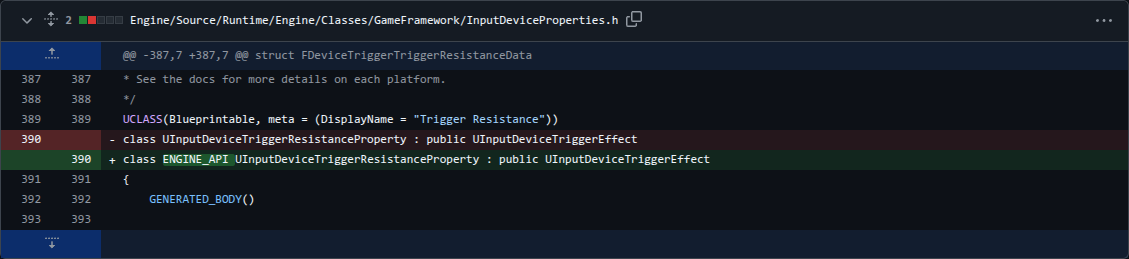 2 Engine/Source/Runtime/Engine/Classes/GameFramework/InputDeviceProperties.h
@@ -387,7 +387,7 @@ struct FDeviceTriggerTriggerResistanceData
387 387 * See the docs for more details on each platform.
388 388 */
389 389 UCLASS(Blueprintable, meta = (DisplayName = "Trigger Resistance"))
390 - class UInputDeviceTriggerResistanceProperty : public UInputDeviceTriggerEffect
390 + class ENGINE_API UInputDeviceTriggerResistanceProperty : public UInputDeviceTriggerEffect
391 391 {
392 392 GENERATED_BODY()
393 393